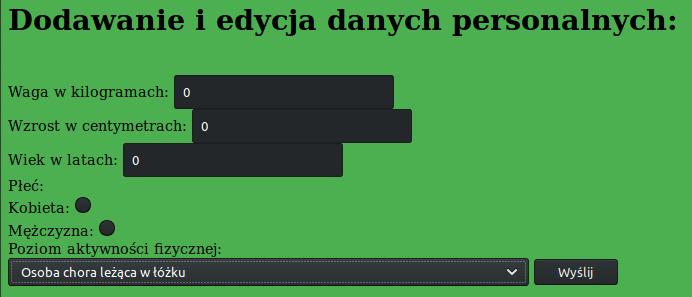 Dodawanie i edycja danych personalnych:
Waga w kilogramach: 0
Wzrost w centymetrach: 0
Wiek w latach: 0
Płeć:
Kobieta:
Mężczyzna:
Poziom aktywności fizycznej:
Osoba chora leżąca w łóżku Wyślij